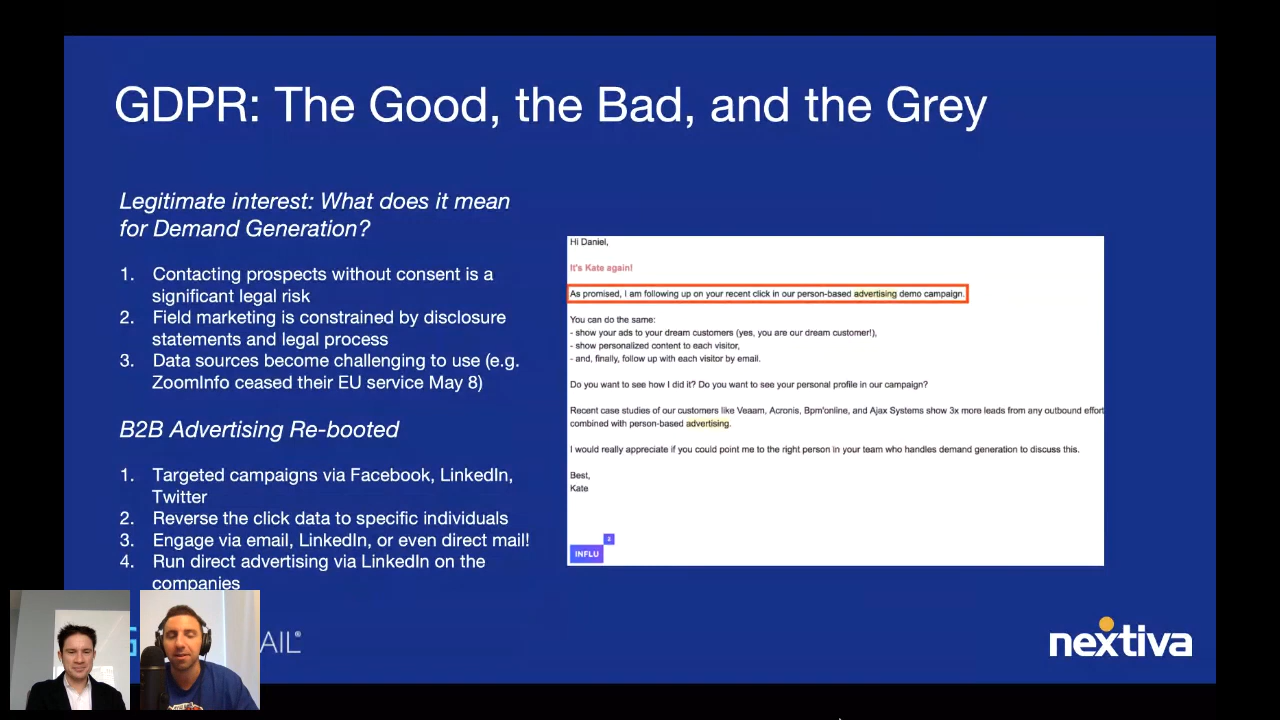 GDPR: The Good, the Bad, and the Grey
Legitimate interest: What does it mean
for Demand Generation?
1. Contacting prospects without consent is a
significant legal risk
2. Field marketing is constrained by disclosure
statements and legal process
3. Data sources become challenging to use (e.g.
ZoomInfo ceased their EU service May 8)
B2B Advertising Re-booted
1. Targeted campaigns via Facebook, LinkedIn,
Twitter
2. Reverse the click data to specific individuals
3. Engage via email, LinkedIn, or even direct mail!
4. Run direct advertising via LinkedIn on the
companies
Hi Daniel,
It's Kate again!
As promised, I am following up on your recent click in our person-based advertising demo campaign.
You can do the same:
- show your ads to your dream customers (yes, you are our dream customer!),
- show personalized content to each visitor,
- and, finally, follow up with each visitor by email.
Do you want to see how I did it? Do you want to see your personal profile in our campaign?
Recent case studies of our customers like Veaam, Acronis, Bpm'online, and Ajax Systems show 3x more leads from any outbound effort
combined with person-based advertising.
I would really appreciate if you could point me to the right person in your team who handles demand generation to discuss this.
Best,
Kate
INFLU
2
AIL®
nextiva